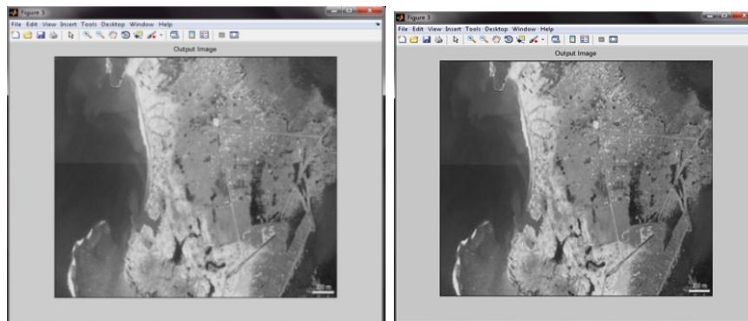 Figure 3
File Edit View Insert Tools Desktop Window Help
Output Image
Figure 3
File Edit View Insert Tools Desktop Window Help
Output Image